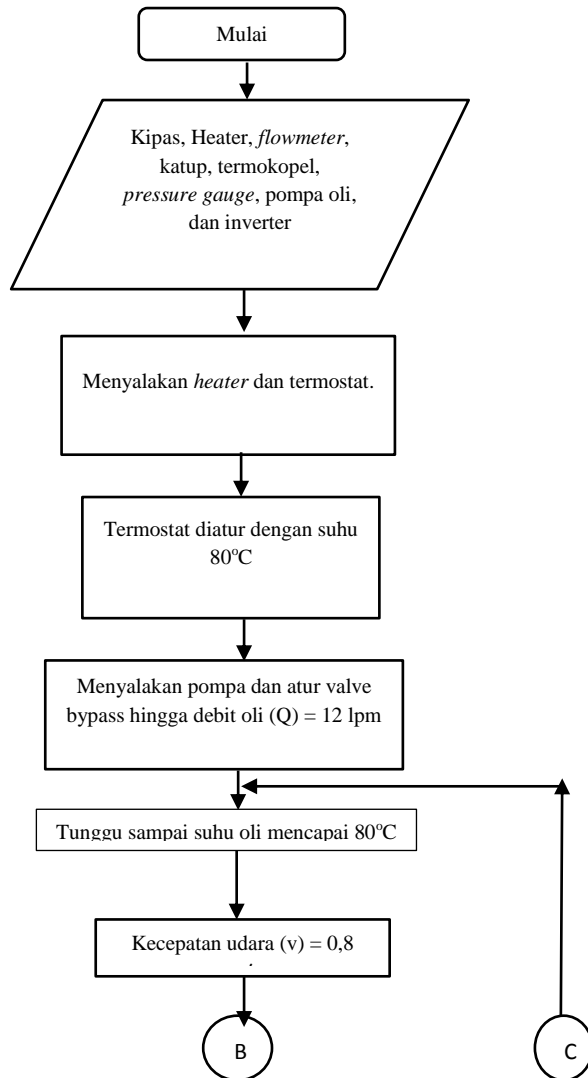 Mulai
Kipas, Heater, flowmeter,
katup, termokopel,
pressure gauge, pompa oli,
dan inverter
Menyalakan heater dan termostat.
Termostat diatur dengan suhu
80°C
Menyalakan pompa dan atur valve
bypass hingga debit oli (Q) = 12 lpm
Tunggu sampai suhu oli mencapai 80°C
Kecepatan udara (v) = 0,8
B
C